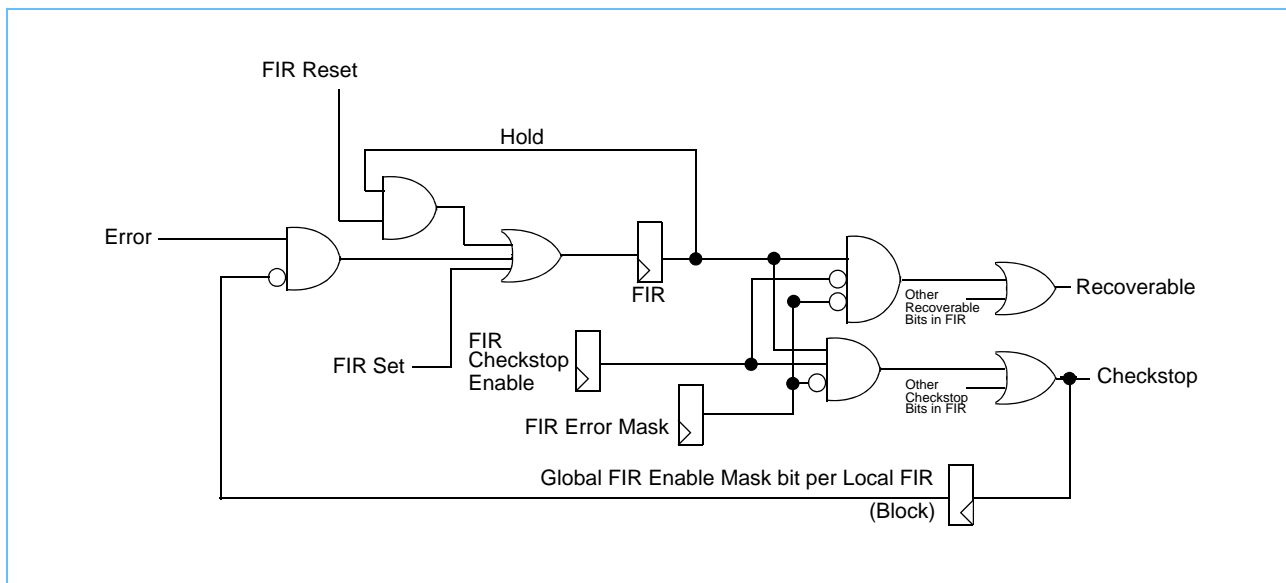 FIR Reset
Hold
Error
FIR
Recoverable
Other
Recoverable
Bits in FIR
FIR Set
FIR
Checkstop
Enable
Checkstop
Other
Checkstop
Bits in FIR
FIR Error Mask
Global FIR Enable Mask bit per Local FIR
(Block)